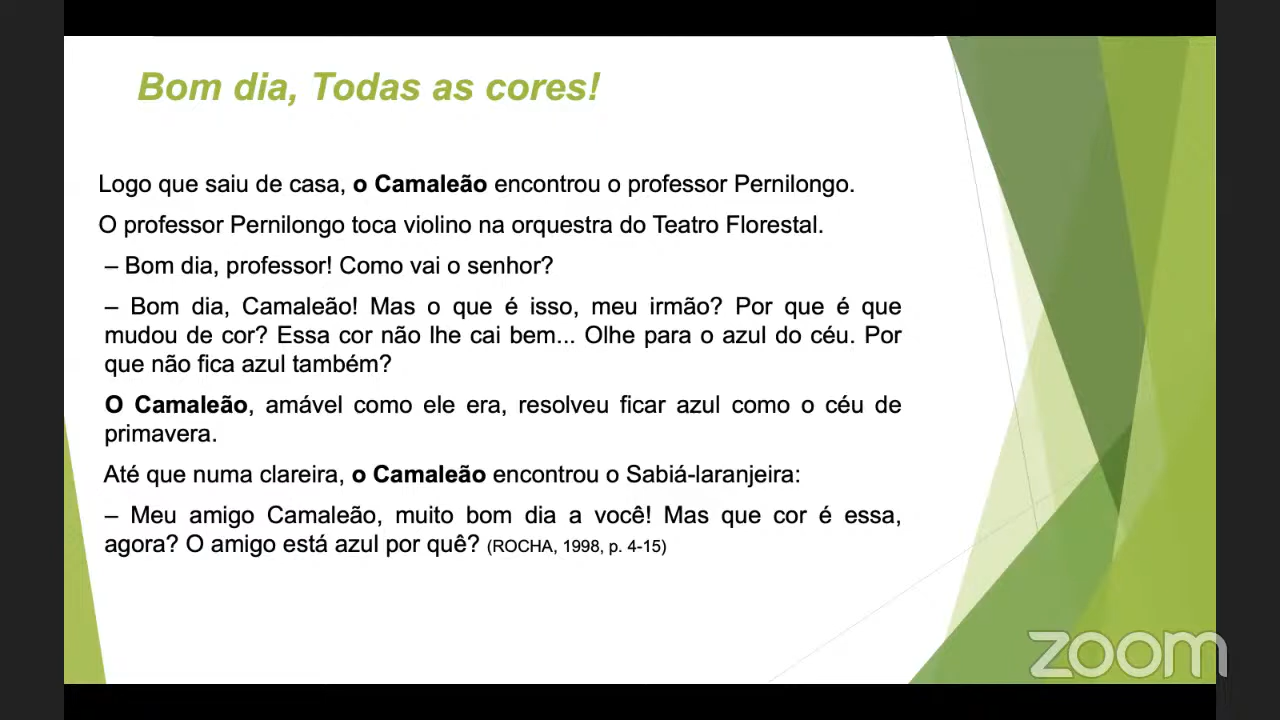 Bom dia, Todas as cores!
Logo que saiu de casa, o Camaleão encontrou o professor Pernilongo.
O professor Pernilongo toca violino na orquestra do Teatro Florestal.
– Bom dia, professor! Como vai o senhor?
– Bom dia, Camaleão! Mas o que é isso, meu irmão? Por que é que
mudou de cor? Essa cor não lhe cai bem... Olhe para o azul do céu. Por
que não fica azul também?
O Camaleão, amável como ele era, resolveu ficar azul como o céu de
primavera.
Até que numa clareira, o Camaleão encontrou o Sabiá-laranjeira:
– Meu amigo Camaleão, muito bom dia a você! Mas que cor é essa,
agora? O amigo está azul por quê? (ROCHA, 1998, p. 4-15)
zoom